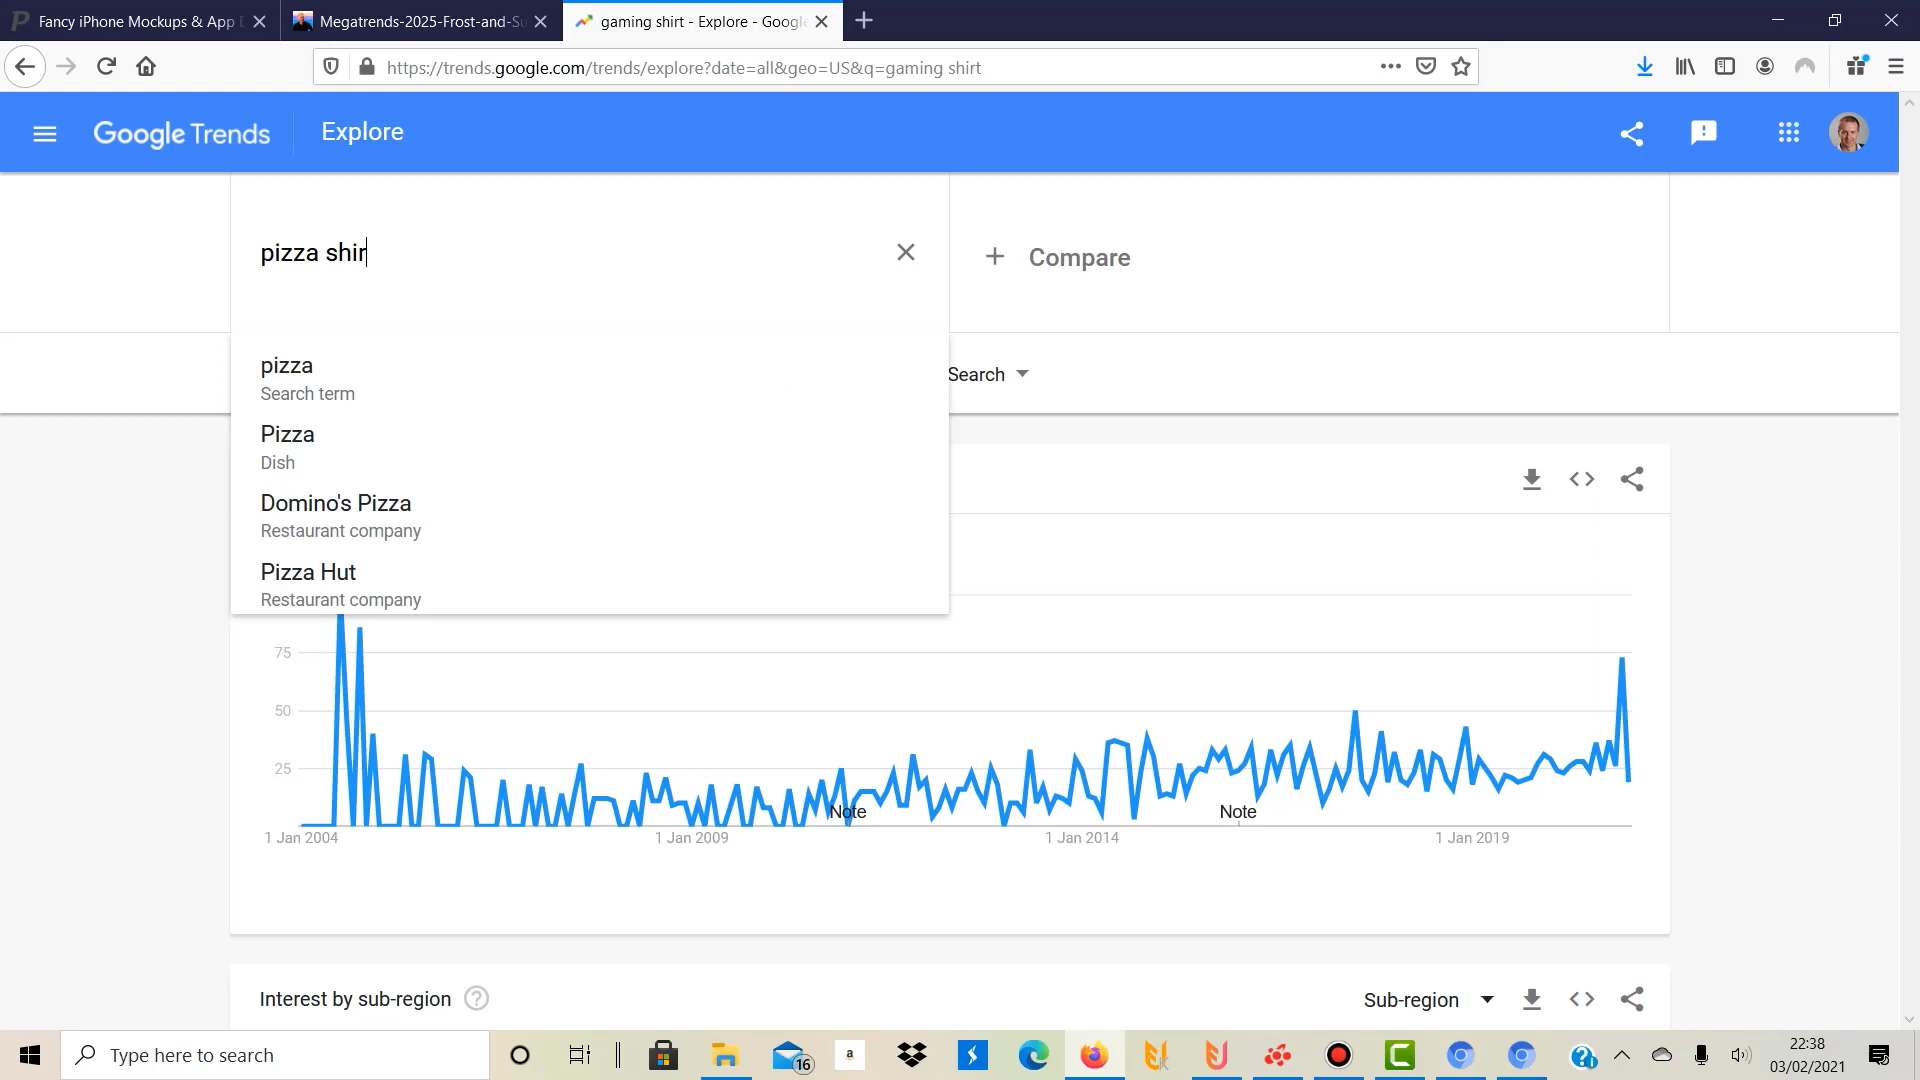 Fancy iPhone Mockups & App D
Megatrends-2025-Frost-and-Su
gaming shirt - Explore - Google
https://trends.google.com/trends/explore?date=all&geo=US&q=gaming shirt
Google Trends
Explore
pizza shir
Compare
pizza
Search term
Pizza
Dish
Domino's Pizza
Restaurant company
Pizza Hut
Restaurant company
Search
75
50
25
Note
Note
1 Jan 2004
1 Jan 2009
1 Jan 2014
1 Jan 2019
Interest by sub-region
Sub-region
Type here to search
16
a
22:38
03/02/2021